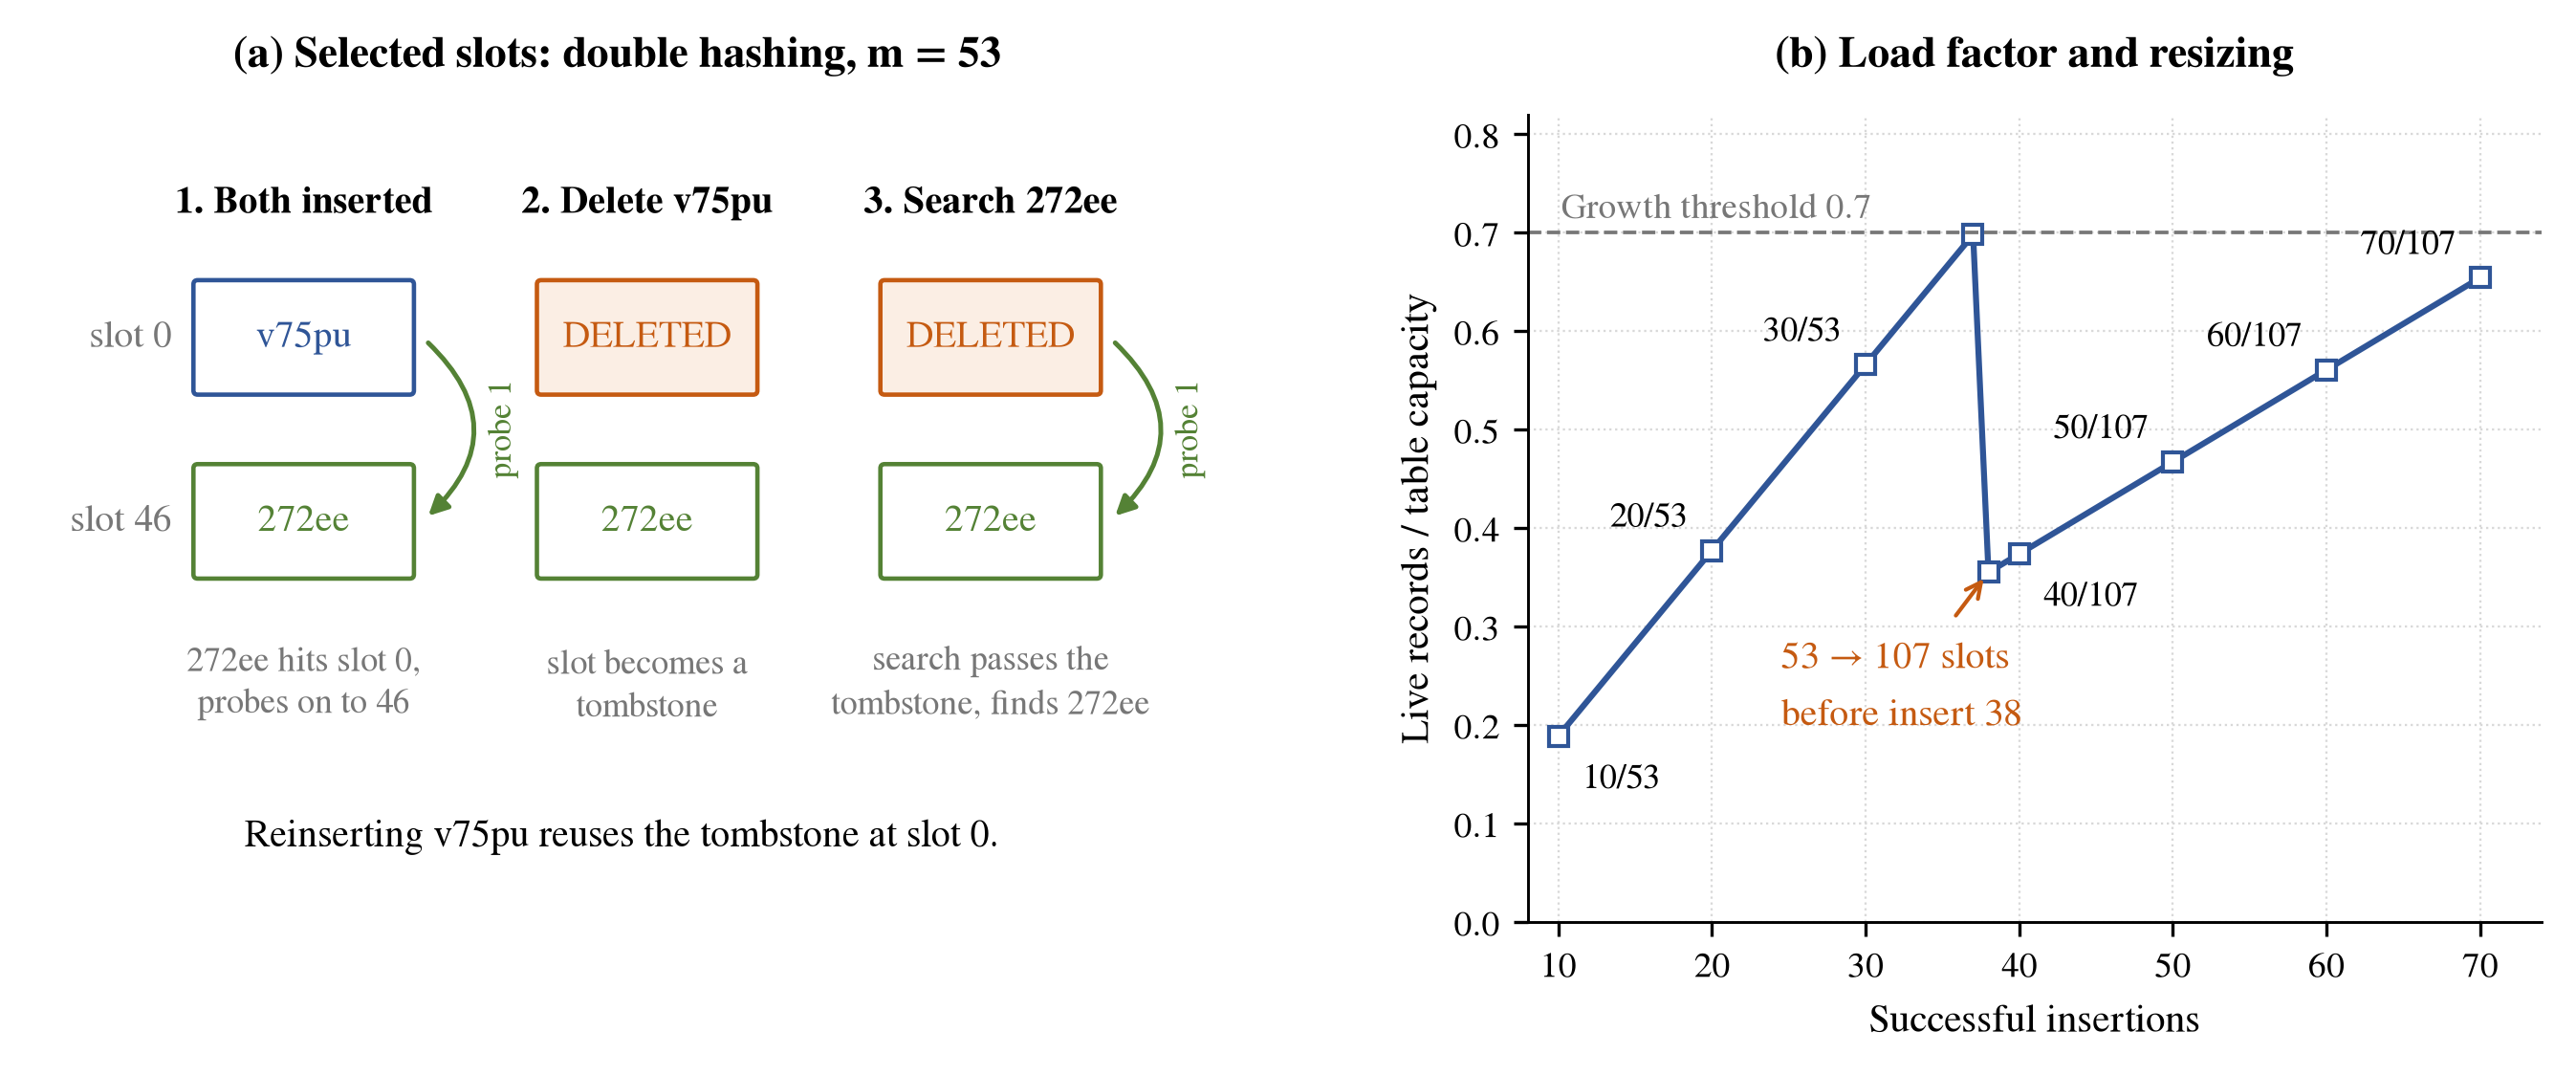 (a) Selected slots: double hashing, m = 53
1. Both inserted
2. Delete v75pu
3. Search 272ee
slot 0
v75pu
DELETED
DELETED
probe 1
probe 1
slot 46
272ee
272ee
272ee
272ee hits slot 0,
probes on to 46
slot becomes a
tombstone
search passes the
tombstone, finds 272ee
Reinserting v75pu reuses the tombstone at slot 0.
(b) Load factor and resizing
Live records / table capacity
0.8
0.7
0.6
0.5
0.4
0.3
0.2
0.1
0.0
Growth threshold 0.7
10/53
20/53
30/53
40/107
50/107
60/107
70/107
53 → 107 slots
before insert 38
10
20
30
40
50
60
70
Successful insertions